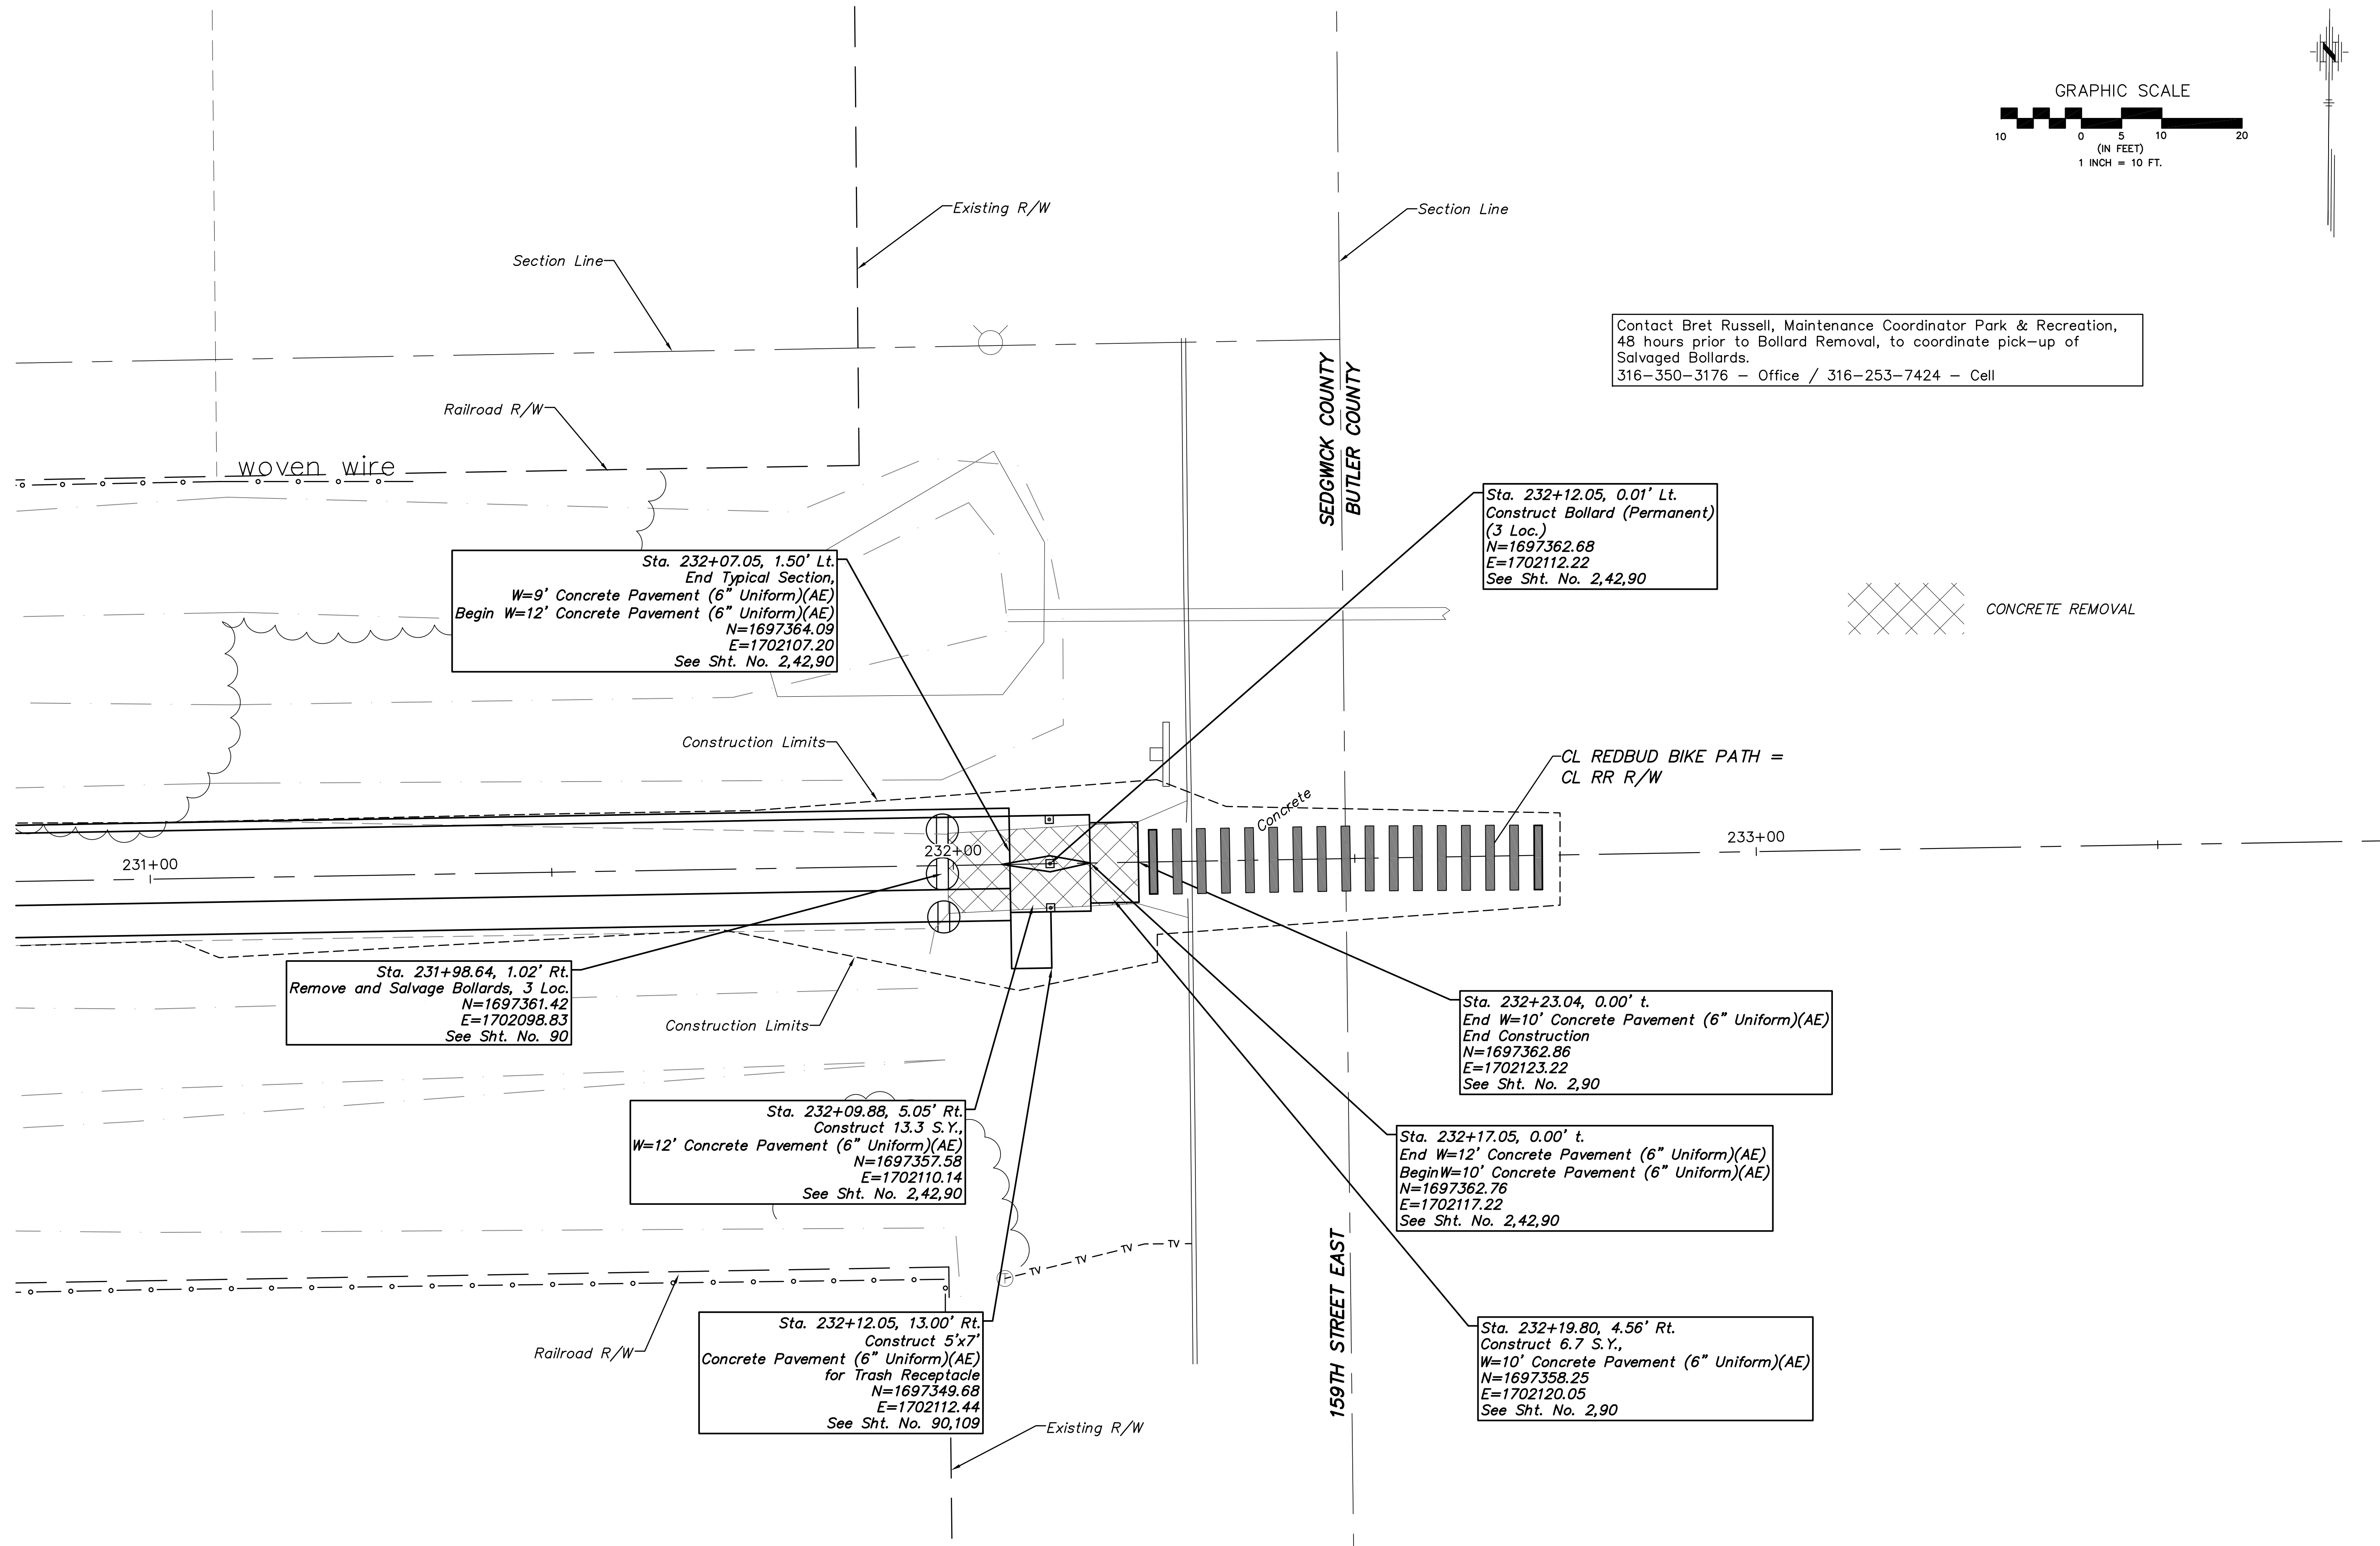 N
GRAPHIC SCALE
10 0 5 10 20
(IN FEET)
1 INCH = 10 FT.
Existing R/W
Section Line
Section Line
Contact Bret Russell, Maintenance Coordinator Park & Recreation,
48 hours prior to Bollard Removal, to coordinate pick-up of
Salvaged Bollards.
316-350-3176 - Office / 316-253-7424 - Cell
SEDGWICK COUNTY
BUTLER COUNTY
Railroad R/W
woven wire
Sta. 232+12.05, 0.01' Lt.
Construct Bollard (Permanent)
(3 Loc.)
N=1697362.68
E=1702112.22
See Sht. No. 2,42,90
Sta. 232+07.05, 1.50' Lt.
End Typical Section,
W=9' Concrete Pavement (6" Uniform)(AE)
Begin W=12' Concrete Pavement (6" Uniform)(AE)
N=1697364.09
E=1702107.20
See Sht. No. 2,42,90
CONCRETE REMOVAL
Construction Limits
CL REDBUD BIKE PATH =
CL RR R/W
Concrete
231+00
232+00
233+00
Sta. 231+98.64, 1.02' Rt.
Remove and Salvage Bollards, 3 Loc.
N=1697361.42
E=1702098.83
See Sht. No. 90
Construction Limits
Sta. 232+23.04, 0.00' t.
End W=10' Concrete Pavement (6" Uniform)(AE)
End Construction
N=1697362.86
E=1702123.22
See Sht. No. 2,90
Sta. 232+09.88, 5.05' Rt.
Construct 13.3 S.Y.,
W=12' Concrete Pavement (6" Uniform)(AE)
N=1697357.58
E=1702110.14
See Sht. No. 2,42,90
Sta. 232+17.05, 0.00' t.
End W=12' Concrete Pavement (6" Uniform)(AE)
BeginW=10' Concrete Pavement (6" Uniform)(AE)
N=1697362.76
E=1702117.22
See Sht. No. 2,42,90
TV TV TV TV
T
159TH STREET EAST
Railroad R/W
Sta. 232+12.05, 13.00' Rt.
Construct 5'x7'
Concrete Pavement (6" Uniform)(AE)
for Trash Receptacle
N=1697349.68
E=1702112.44
See Sht. No. 90,109
Sta. 232+19.80, 4.56' Rt.
Construct 6.7 S.Y.,
W=10' Concrete Pavement (6" Uniform)(AE)
N=1697358.25
E=1702120.05
See Sht. No. 2,90
Existing R/W